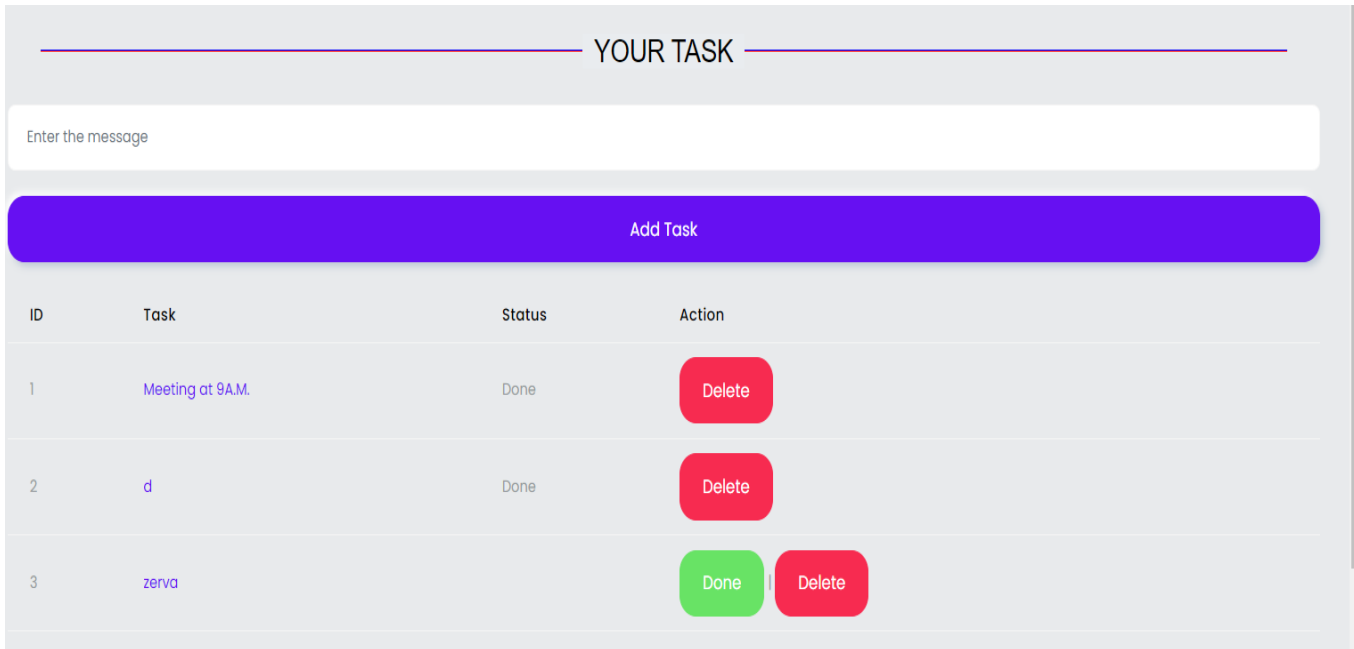 YOUR TASK
Enter the message
Add Task
ID Task Status Action
1 Meeting at 9A.M. Done Delete
2 d Done Delete
3 zerva Done | Delete